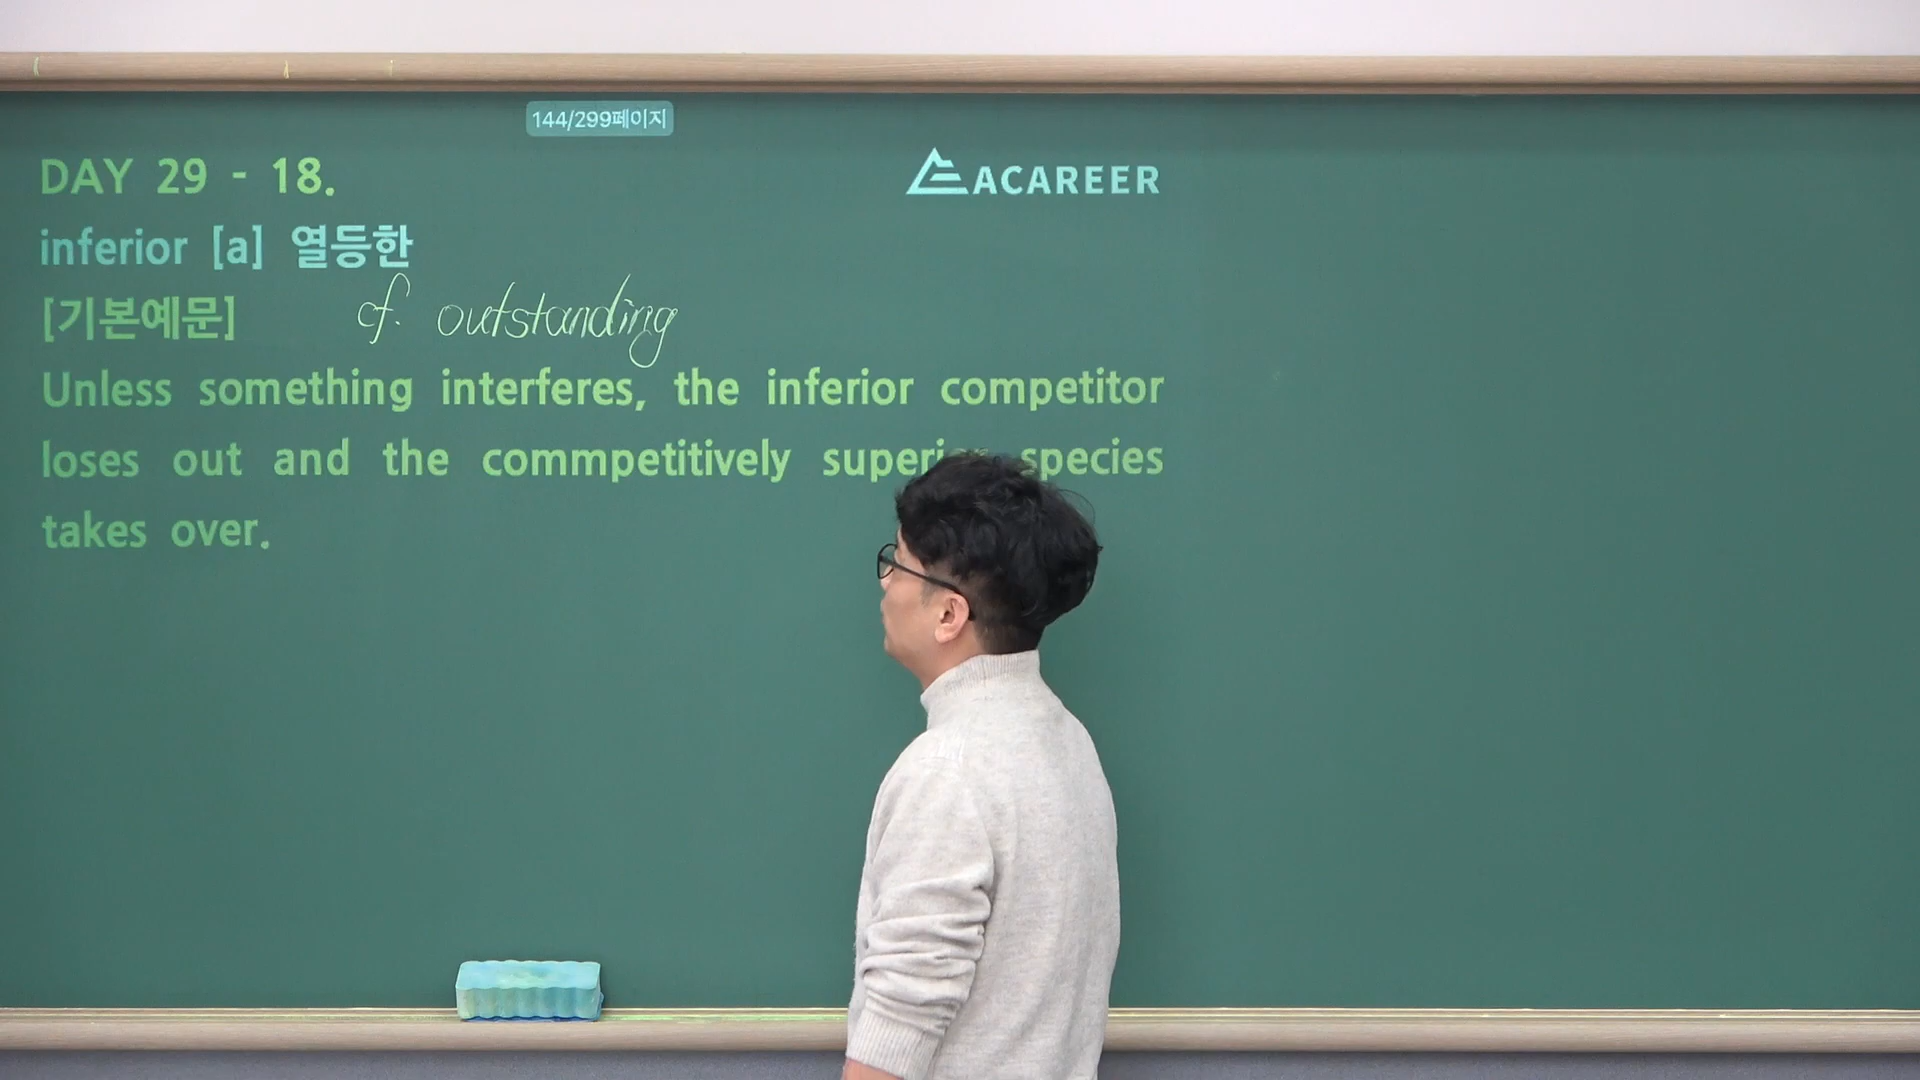 144/299페이지
DAY 29 - 18.
ACAREER
inferior [a] 열등한
[기본예문] cf. outstanding
Unless something interferes, the inferior competitor
loses out and the commpetitively species
takes over.